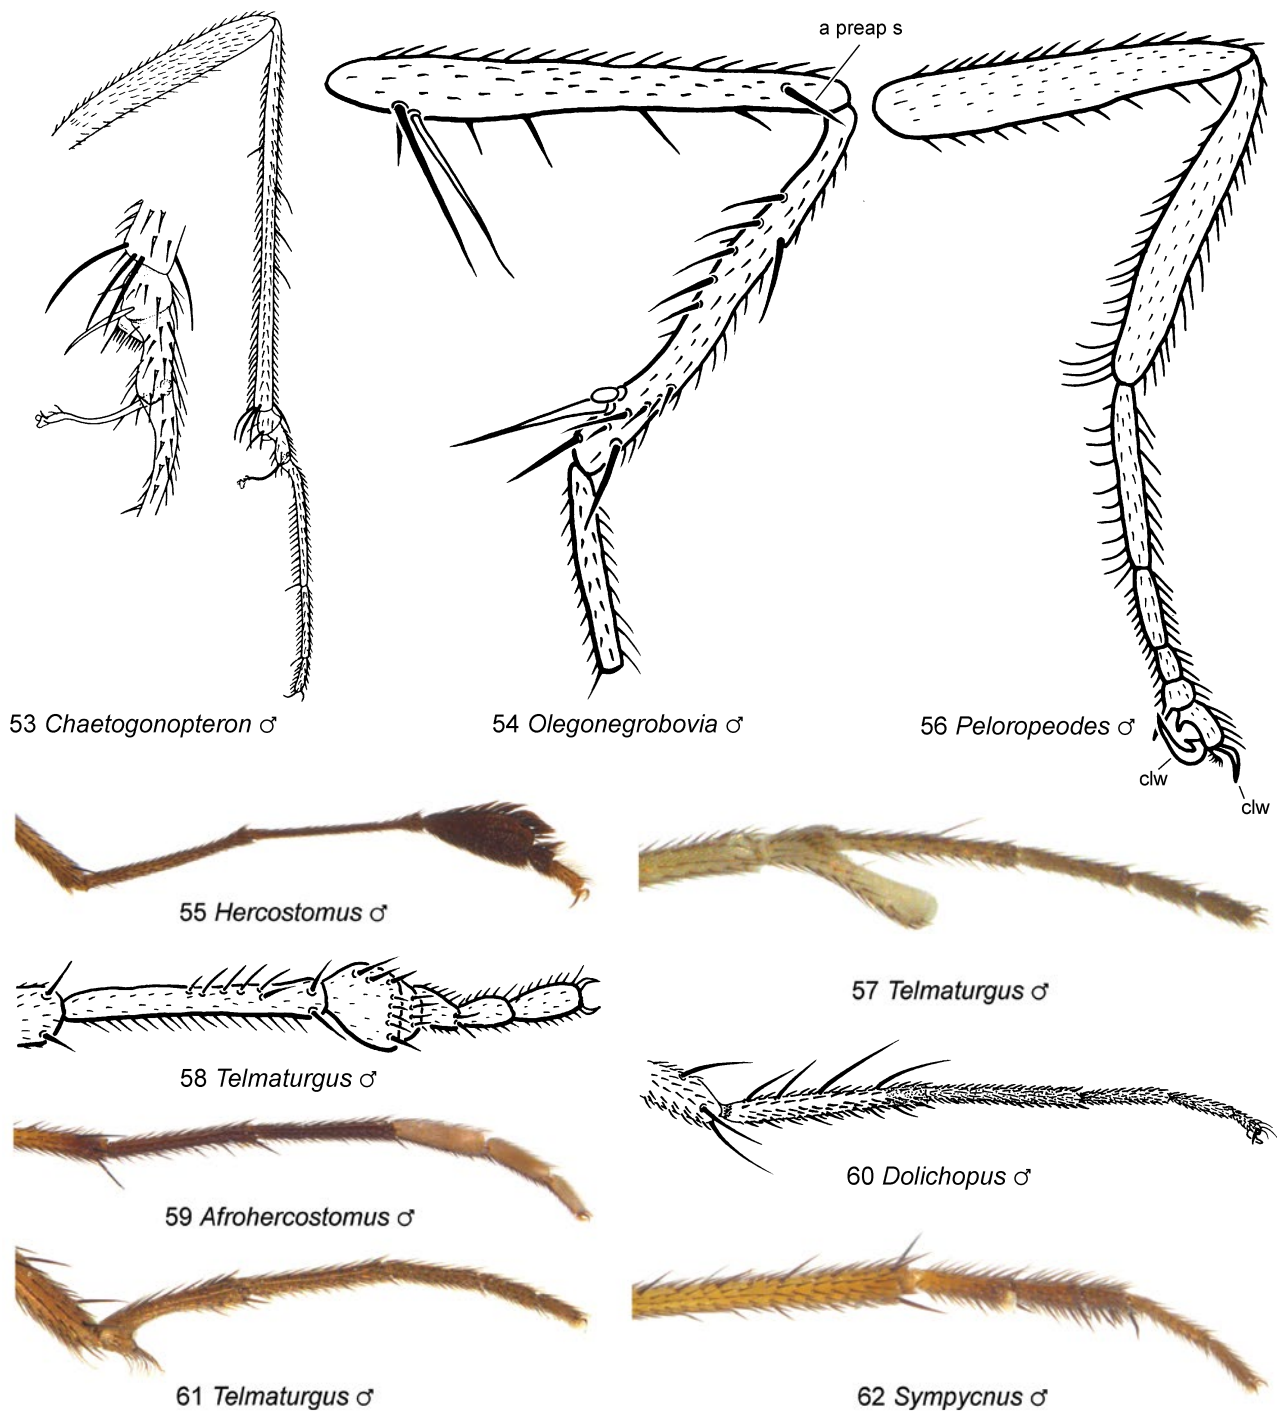 a preap s
53 Chaetogonopteron ♂
54 Olegonegrobovia ♂
56 Peloropeodes ♂
clw
clw
55 Hercostomus ♂
57 Telmaturgus ♂
58 Telmaturgus ♂
60 Dolichopus ♂
59 Afrohercostomus ♂
61 Telmaturgus ♂
62 Sympycnus ♂